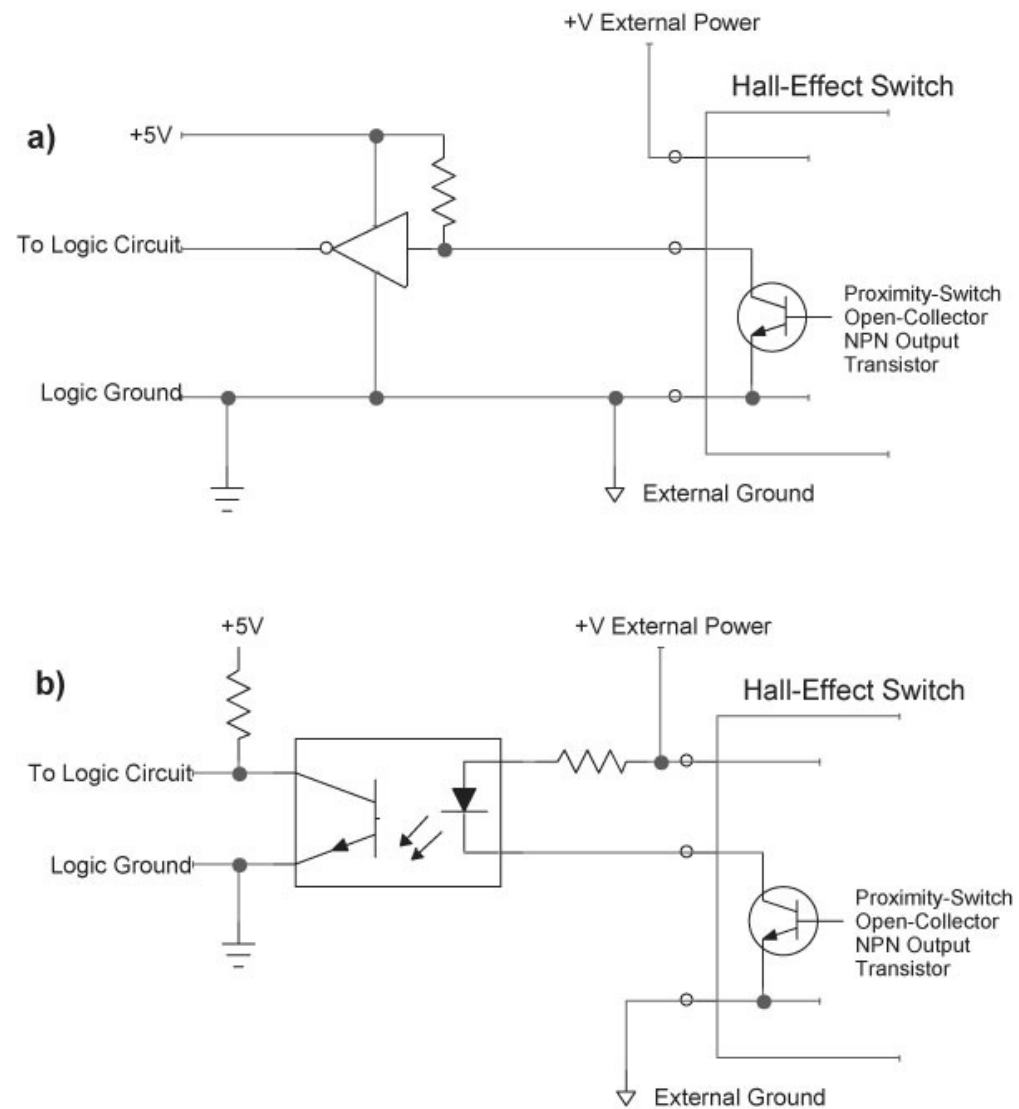 +V External Power
Hall-Effect Switch
a)
+5V
To Logic Circuit
Proximity-Switch
Open-Collector
NPN Output
Transistor
Logic Ground
External Ground
+5V
+V External Power
b)
Hall-Effect Switch
To Logic Circuit
Logic Ground
Proximity-Switch
Open-Collector
NPN Output
Transistor
External Ground